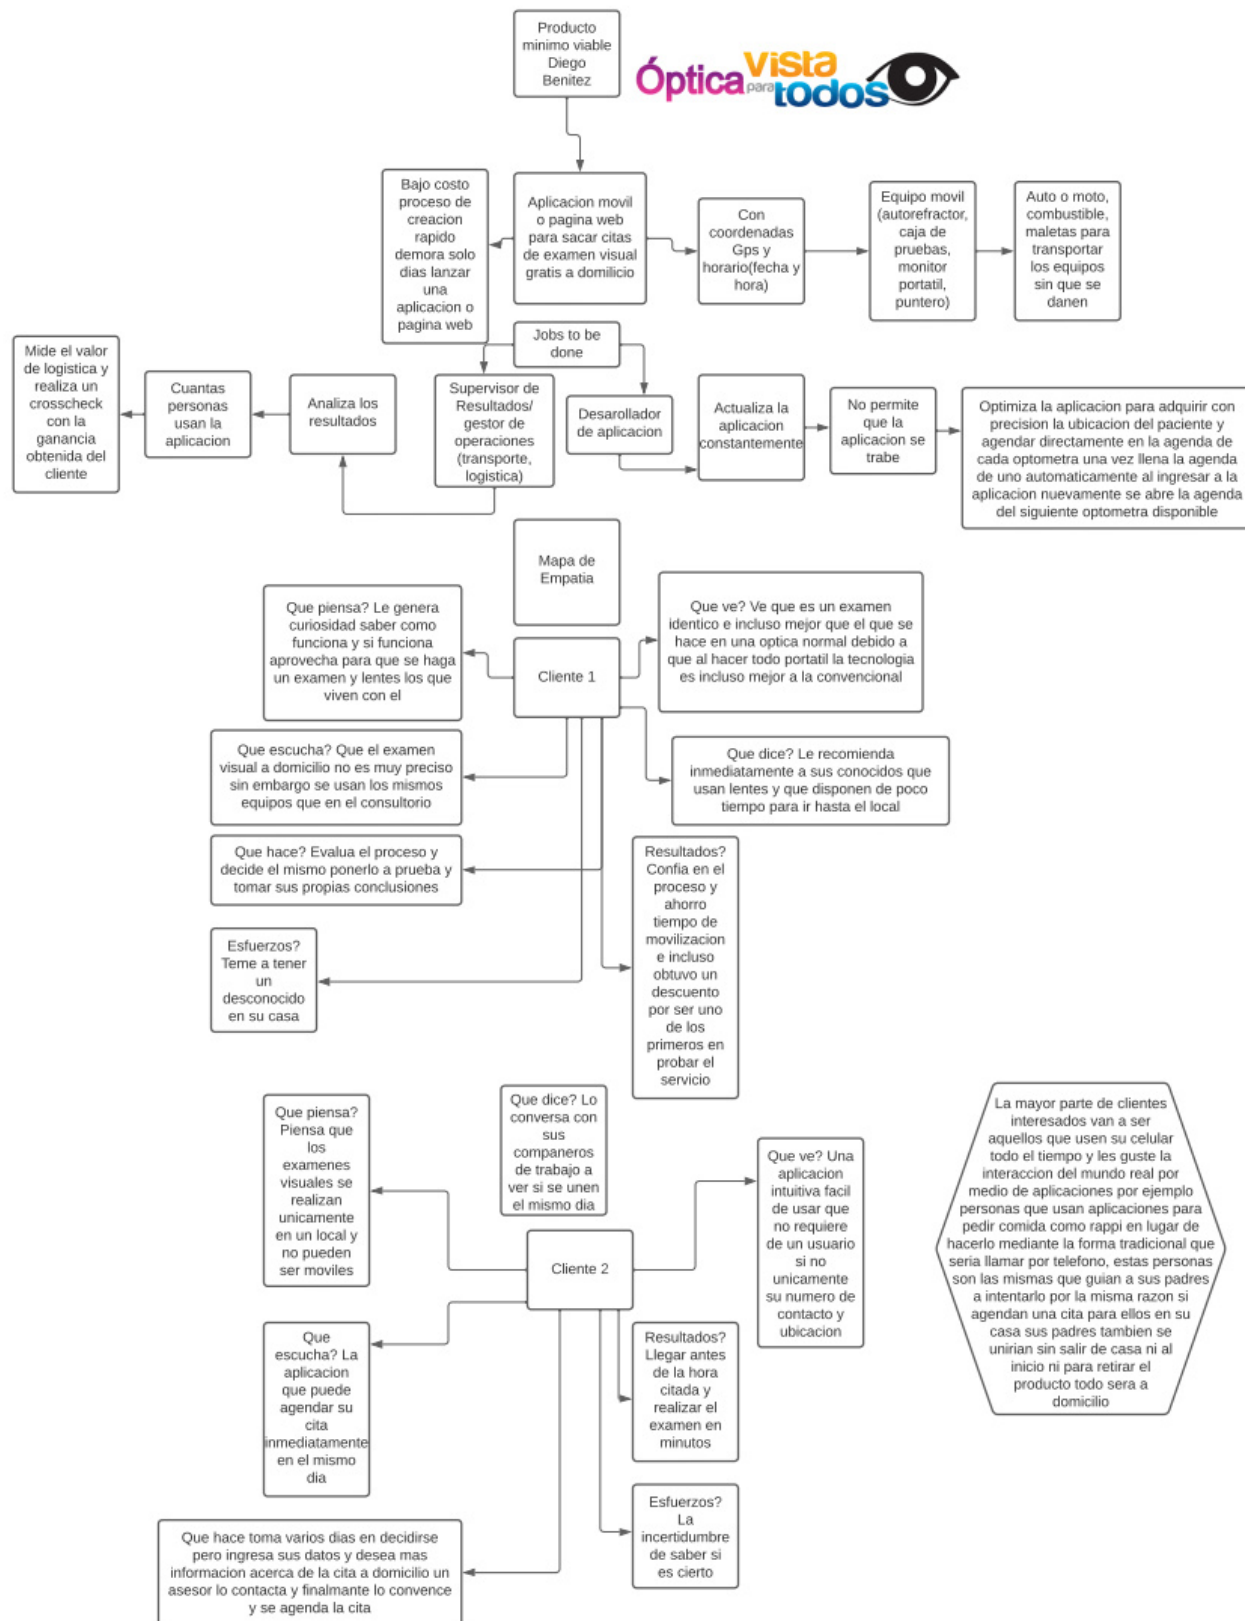 Producto
minimo viable
Diego
Benitez
Óptica vista para todos
Bajo costo
proceso de
creacion
rapido
demora solo
dias lanzar
una
aplicacion o
pagina web
Aplicacion movil
o pagina web
para sacar citas
de examen visual
gratis a domilicio
Con
coordenadas
Gps y
horario(fecha y
hora)
Equipo movil
(autorefractor,
caja de
pruebas,
monitor
portatil,
puntero)
Auto o moto,
combustible,
maletas para
transportar
los equipos
sin que se
danen
Jobs to be
done
Mide el valor
de logistica y
realiza un
crosscheck
con la
ganancia
obtenida del
cliente
Cuantas
personas
usan la
aplicacion
Analiza los
resultados
Supervisor de
Resultados/
gestor de
operaciones
(transporte,
logistica)
Desarollador
de aplicacion
Actualiza la
aplicacion
constantemente
No permite
que la
aplicacion se
trabe
Optimiza la aplicacion para adquirir con
precision la ubicacion del paciente y
agendar directamente en la agenda de
cada optometra una vez llena la agenda
de uno automaticamente al ingresar a la
aplicacion nuevamente se abre la agenda
del siguiente optometra disponible
Mapa de
Empatia
Que piensa? Le genera
curiosidad saber como
funciona y si funciona
aprovecha para que se haga
un examen y lentes los que
viven con el
Cliente 1
Que ve? Ve que es un examen
identico e incluso mejor que el que se
hace en una optica normal debido a
que al hacer todo portatil la tecnologia
es incluso mejor a la convencional
Que escucha? Que el examen
visual a domicilio no es muy preciso
sin embargo se usan los mismos
equipos que en el consultorio
Que dice? Le recomienda
inmediatamente a sus conocidos que
usan lentes y que disponen de poco
tiempo para ir hasta el local
Que hace? Evalua el proceso y
decide el mismo ponerlo a prueba y
tomar sus propias conclusiones
Resultados?
Confia en el
proceso y
ahorro
tiempo de
movilizacion
e incluso
obtuvo un
descuento
por ser uno
de los
primeros en
probar el
servicio
Esfuerzos?
Teme a tener
un
desconocido
en su casa
Que piensa?
Piensa que
los
examenes
visuales se
realizan
unicamente
en un local y
no pueden
ser moviles
Que dice? Lo
conversa con
sus
companeros
de trabajo a
ver si se unen
el mismo dia
Que ve? Una
aplicacion
intuitiva facil
de usar que
no requiere
de un usuario
si no
unicamente
su numero de
contacto y
ubicacion
La mayor parte de clientes
interesados van a ser
aquellos que usen su celular
todo el tiempo y les guste la
interaccion del mundo real por
medio de aplicaciones por ejemplo
personas que usan aplicaciones para
pedir comida como rappi en lugar de
hacerlo mediante la forma tradicional que
seria llamar por telefono, estas personas
son las mismas que guian a sus padres
a intentarlo por la misma razon si
agendan una cita para ellos en su
casa sus padres tambien se
unirian sin salir de casa ni al
inicio ni para retirar el
producto todo sera a
domicilio
Cliente 2
Que
escucha? La
aplicacion
que puede
agendar su
cita
inmediatamente
en el mismo
dia
Resultados?
Llegar antes
de la hora
citada y
realizar el
examen en
minutos
Esfuerzos?
La
incertidumbre
de saber si
es cierto
Que hace toma varios dias en decidirse
pero ingresa sus datos y desea mas
informacion acerca de la cita a domicilio un
asesor lo contacta y finalmante lo convence
y se agenda la cita